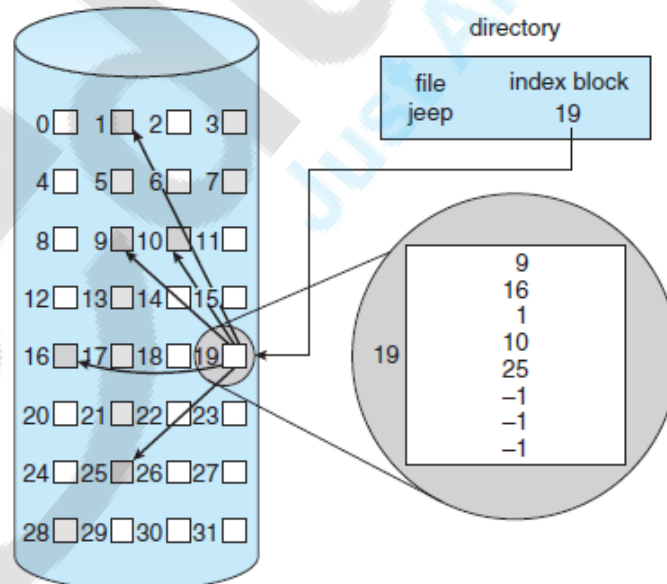 directory
file index block
jeep 19
0 1 2 3
4 5 6 7
8 9 10 11
12 13 14 15
16 17 18 19
20 21 22 23
24 25 26 27
28 29 30 31
19
9
16
1
10
25
–1
–1
–1
Just A